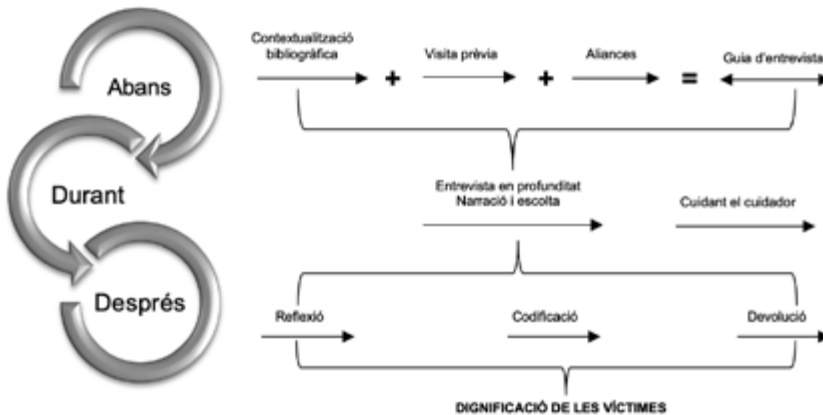 Abans
Contextualització
bibliogràfica
+
Visita prèvia
+
Aliances
=
Guia d'entrevista
Durant
Entrevista en profunditat
Narració i escolta
Cuidant el cuidador
Després
Reflexió
Codificació
Devolució
DIGNIFICACIÓ DE LES VÍCTIMES